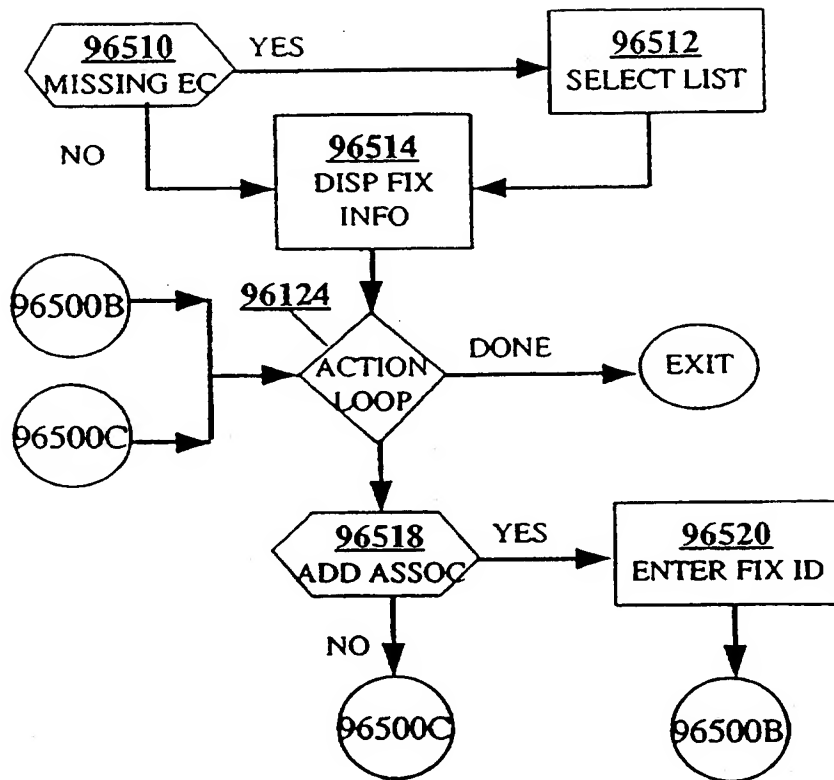 96510
MISSING EC
YES
96512
SELECT LIST
NO
96514
DISP FIX
INFO
96500B
96124
ACTION
LOOP
DONE
EXIT
96500C
96518
ADD ASSOC
YES
96520
ENTER FIX ID
NO
96500C
96500B